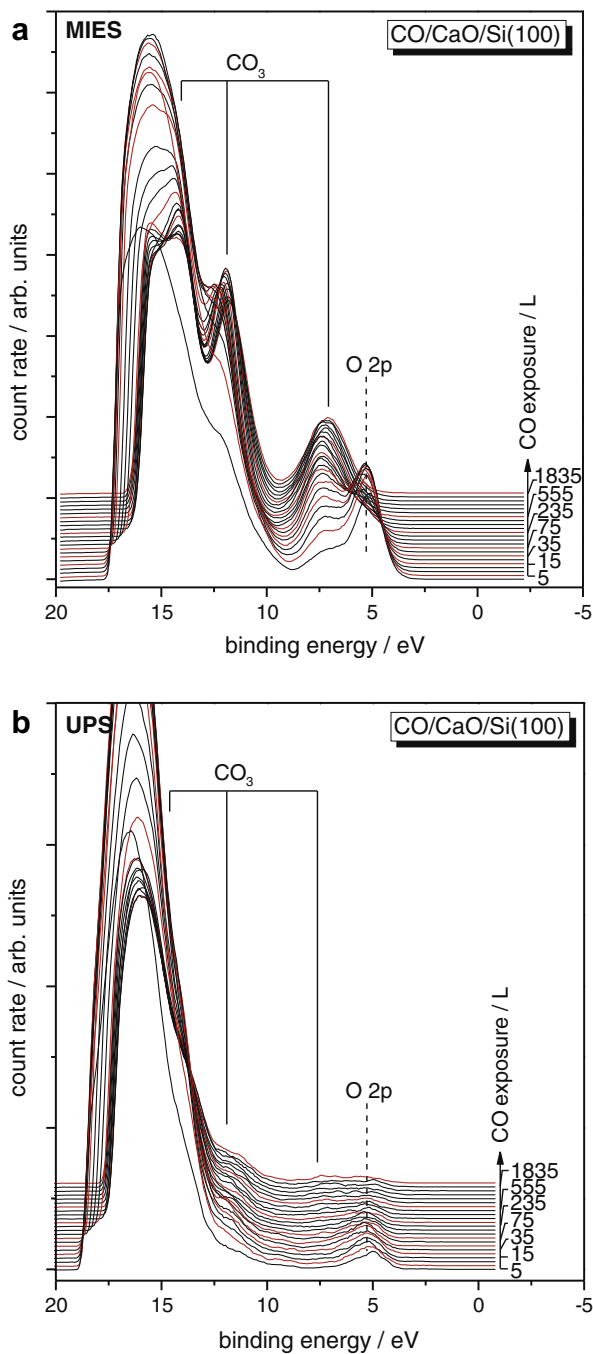 a
MIES
CO/CaO/Si(100)
CO₃
O 2p
count rate / arb. units
CO exposure / L
1835
555
235
75
35
15
5
20
15
10
5
0
-5
binding energy / eV
b
UPS
CO/CaO/Si(100)
CO₃
O 2p
count rate / arb. units
CO exposure / L
1835
555
235
75
35
15
5
20
15
10
5
0
-5
binding energy / eV